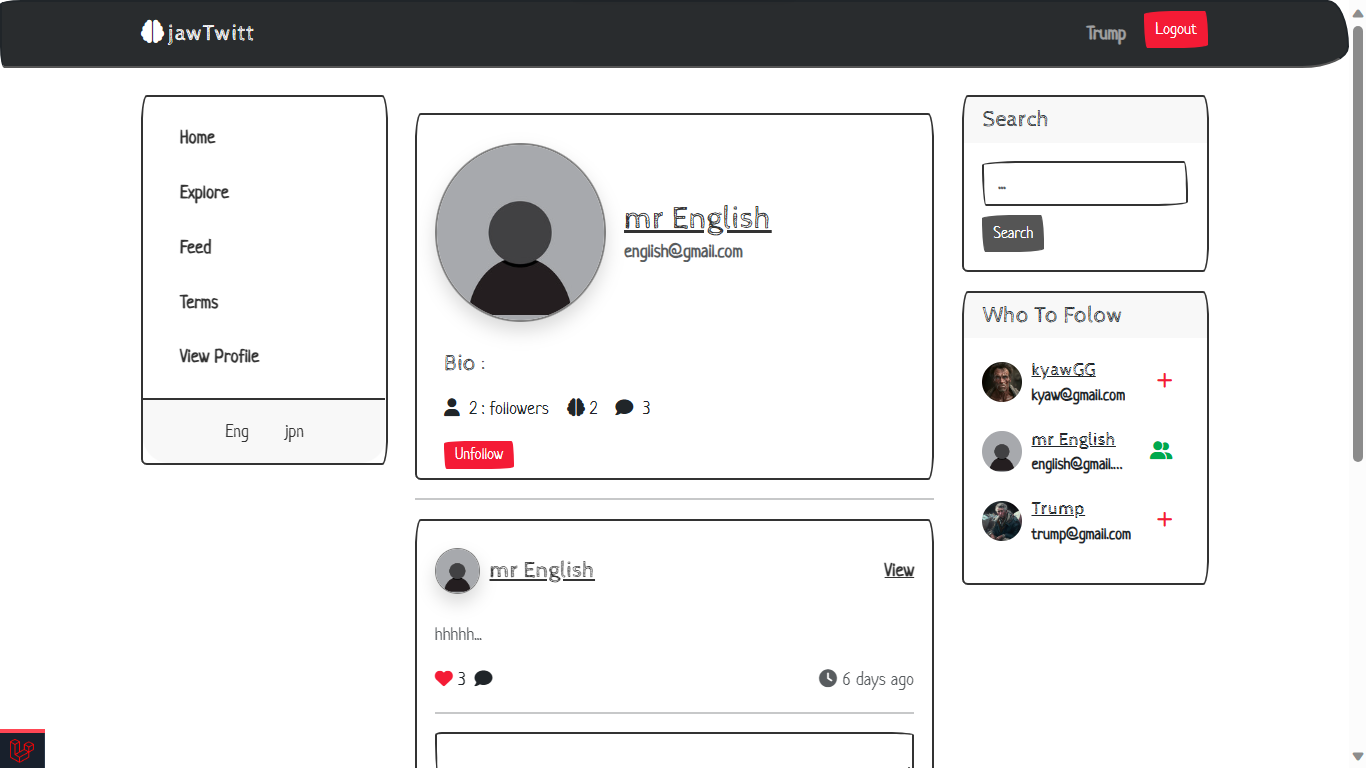 jawTwitt
Trump
Logout
Home
Explore
Feed
Terms
View Profile
Eng jpn
mr English
english@gmail.com
Bio :
2 : followers 2 3
Unfollow
mr English
View
hhhhh...
3
6 days ago
Search
...
Search
Who To Folow
kyawGG
kyaw@gmail.com
mr English
english@gmail....
Trump
trump@gmail.com